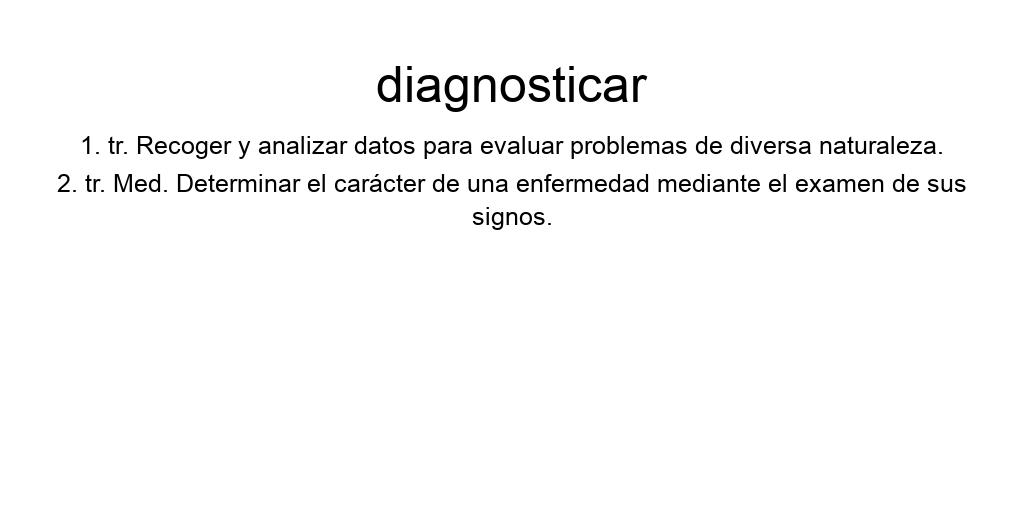 diagnosticar
1. tr. Recoger y analizar datos para evaluar problemas de diversa naturaleza.
2. tr. Med. Determinar el carácter de una enfermedad mediante el examen de sus
signos.